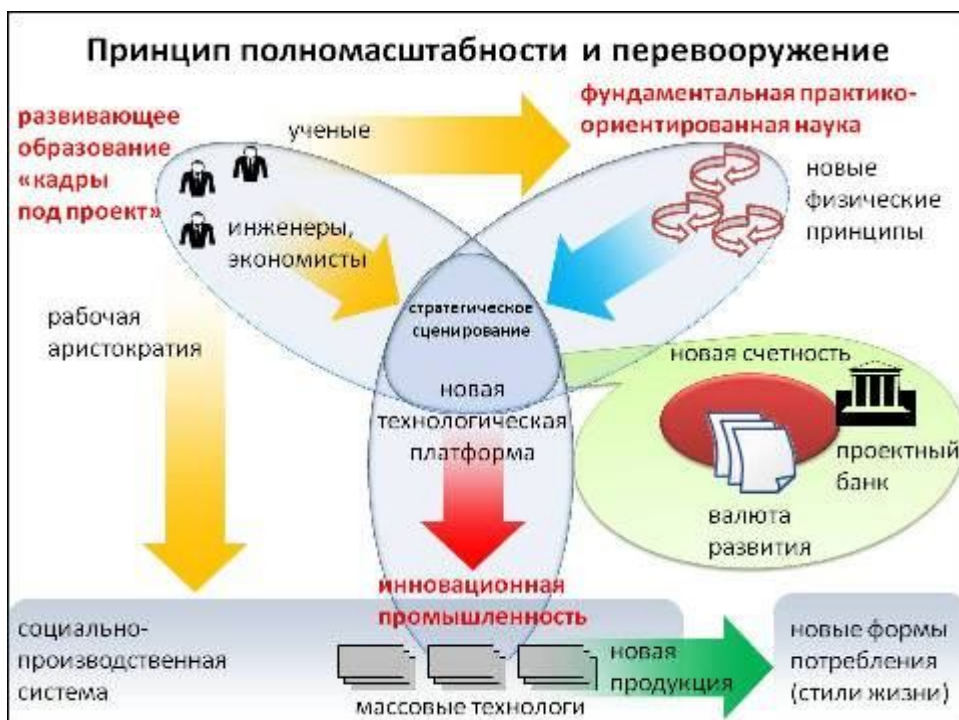 Принцип полномасштабности и перевооружение
развивающее
образование
«кадры
под проект»
ученые
фундаментальная практико-
ориентированная наука
новые
физические
принципы
инженеры,
экономисты
рабочая
аристократия
стратегическое
сценирование
новая
технологическая
платформа
новая счетность
проектный
банк
валюта
развития
инновационная
промышленность
социально-
производственная
система
новая
продукция
массовые технологи
новые формы
потребления
(стили жизни)